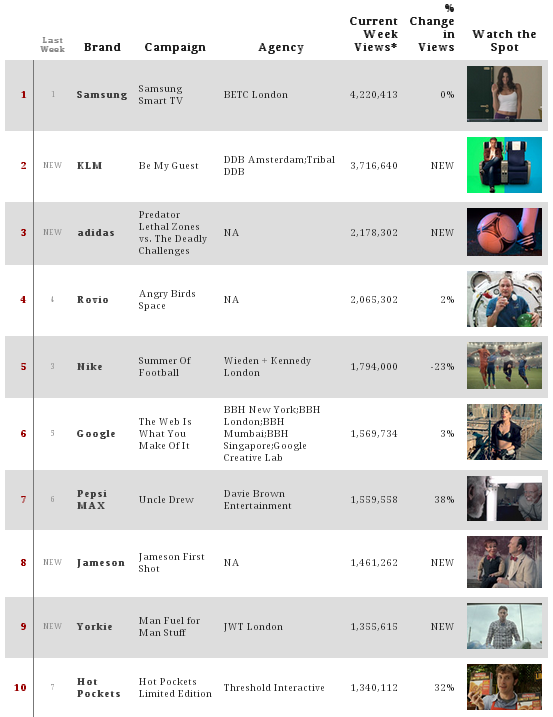 Last Week Brand Campaign Agency Current Week Views* % Change in Views Watch the Spot
1 1 Samsung Samsung Smart TV BETC London 4,220,413 0%
2 NEW KLM Be My Guest DDB Amsterdam;Tribal DDB 3,716,640 NEW
3 NEW adidas Predator Lethal Zones vs. The Deadly Challenges NA 2,178,302 NEW
4 4 Rovio Angry Birds Space NA 2,065,302 2%
5 3 Nike Summer Of Football Wieden + Kennedy London 1,794,000 -23%
6 5 Google The Web Is What You Make Of It BBH New York;BBH London;BBH Mumbai;BBH Singapore;Google Creative Lab 1,569,734 3%
7 6 Pepsi MAX Uncle Drew Davie Brown Entertainment 1,559,558 38%
8 NEW Jameson Jameson First Shot NA 1,461,262 NEW
9 NEW Yorkie Man Fuel for Man Stuff JWT London 1,355,615 NEW
10 7 Hot Pockets Hot Pockets Limited Edition Threshold Interactive 1,340,112 32%